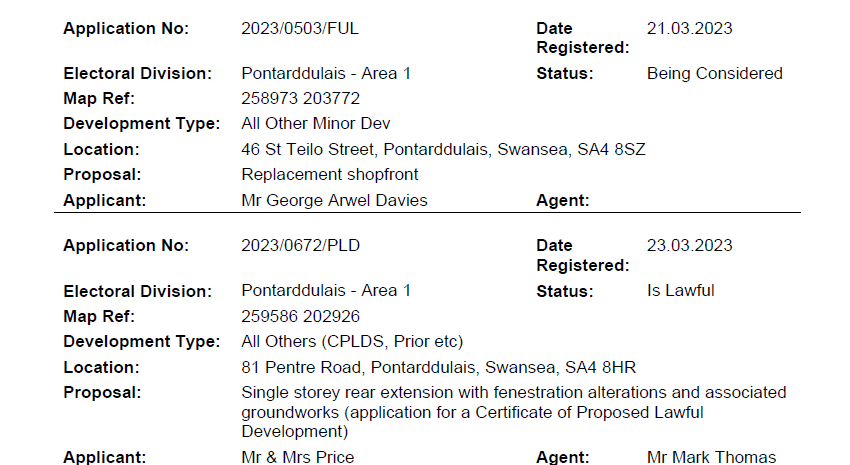 Application No: 2023/0503/FUL Date Registered: 21.03.2023
Electoral Division: Pontarddulais - Area 1 Status: Being Considered
Map Ref: 258973 203772
Development Type: All Other Minor Dev
Location: 46 St Teilo Street, Pontarddulais, Swansea, SA4 8SZ
Proposal: Replacement shopfront
Applicant: Mr George Arwel Davies Agent:
Application No: 2023/0672/PLD Date Registered: 23.03.2023
Electoral Division: Pontarddulais - Area 1 Status: Is Lawful
Map Ref: 259586 202926
Development Type: All Others (CPLDS, Prior etc)
Location: 81 Pentre Road, Pontarddulais, Swansea, SA4 8HR
Proposal: Single storey rear extension with fenestration alterations and associated
groundworks (application for a Certificate of Proposed Lawful
Development)
Applicant: Mr & Mrs Price Agent: Mr Mark Thomas